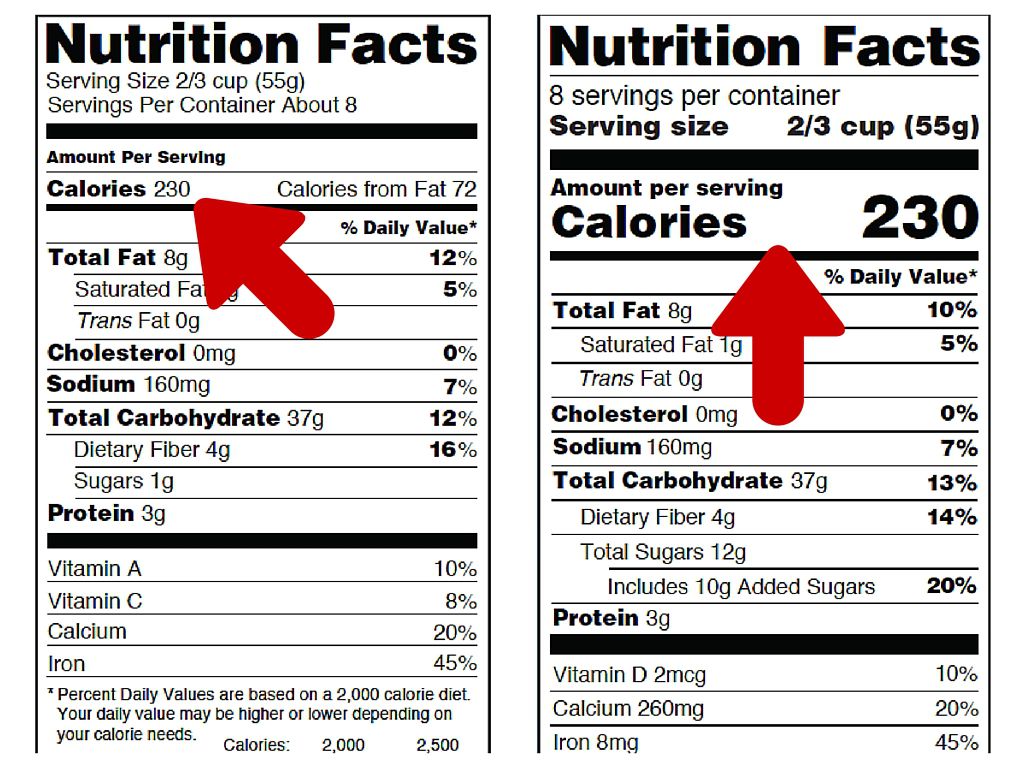 Nutrition Facts
Serving Size 2/3 cup (55g)
Servings Per Container About 8
Amount Per Serving
Calories 230 Calories from Fat 72
% Daily Value*
Total Fat 8g 12%
Saturated Fat g 5%
Trans Fat 0g
Cholesterol 0mg 0%
Sodium 160mg 7%
Total Carbohydrate 37g 12%
Dietary Fiber 4g 16%
Sugars 1g
Protein 3g
Vitamin A 10%
Vitamin C 8%
Calcium 20%
Iron 45%
* Percent Daily Values are based on a 2,000 calorie diet.
Your daily value may be higher or lower depending on
your calorie needs.
Calories: 2,000 2,500
Nutrition Facts
8 servings per container
Serving size 2/3 cup (55g)
Amount per serving
Calories 230
% Daily Value*
Total Fat 8g 10%
Saturated Fat 1g 5%
Trans Fat 0g
Cholesterol 0mg 0%
Sodium 160mg 7%
Total Carbohydrate 37g 13%
Dietary Fiber 4g 14%
Total Sugars 12g
Includes 10g Added Sugars 20%
Protein 3g
Vitamin D 2mcg 10%
Calcium 260mg 20%
Iron 8mg 45%